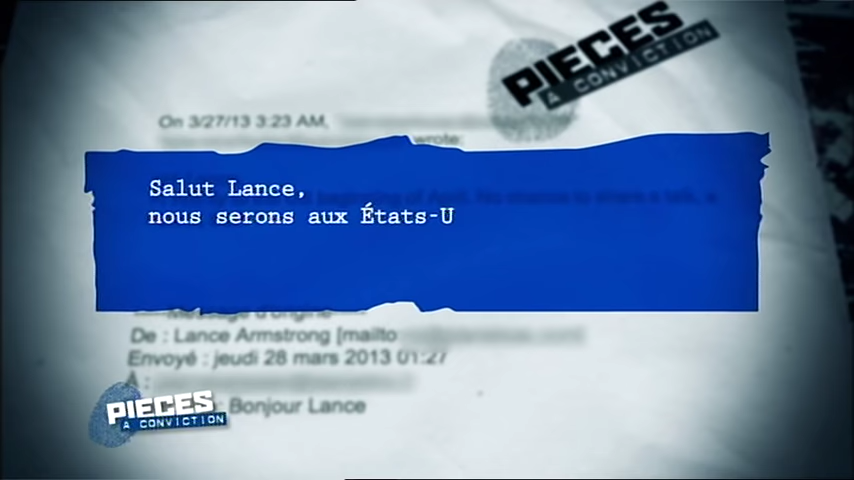 PIECES
A CONVICTION
On 3/27/13 3:23 AM,
wrote:
Salut Lance,
nous serons aux États-U
Message d'origine
De : Lance Armstrong [mailto
Envoyé : jeudi 28 mars 2013 01:27
À :
: Bonjour Lance
PIECES
A CONVICTION